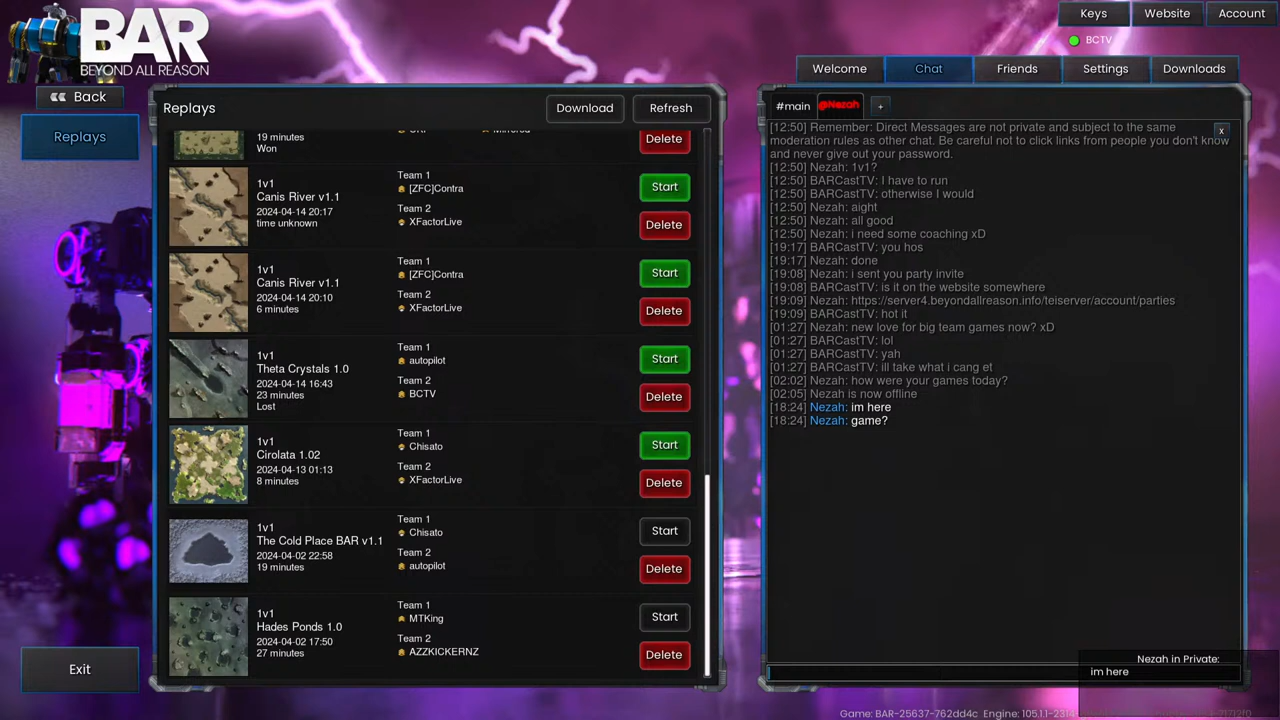 BAR
BEYOND ALL REASON
Keys
Website
Account
BCTV
Welcome
Chat
Friends
Settings
Downloads
Back
Replays
Exit
Replays
Download
Refresh
19 minutes
Won
Delete
1v1
Canis River v1.1
2024-04-14 20:17
time unknown
Team 1
[ZFC]Contra
Team 2
XFactorLive
Start
Delete
1v1
Canis River v1.1
2024-04-14 20:10
6 minutes
Team 1
[ZFC]Contra
Team 2
XFactorLive
Start
Delete
1v1
Theta Crystals 1.0
2024-04-14 16:43
23 minutes
Lost
Team 1
autopilot
Team 2
BCTV
Start
Delete
1v1
Cirolata 1.02
2024-04-13 01:13
8 minutes
Team 1
Chisato
Team 2
XFactorLive
Start
Delete
1v1
The Cold Place BAR v1.1
2024-04-02 22:58
19 minutes
Team 1
Chisato
Team 2
autopilot
Start
Delete
1v1
Hades Ponds 1.0
2024-04-02 17:50
27 minutes
Team 1
MTKing
Team 2
AZZKICKERNZ
Start
Delete
#main
@Nezah
+
x
[12:50] Remember: Direct Messages are not private and subject to the same
moderation rules as other chat. Be careful not to click links from people you don't know
and never give out your password.
[12:50] Nezah: 1v1?
[12:50] BARCastTV: I have to run
[12:50] BARCastTV: otherwise I would
[12:50] Nezah: aight
[12:50] Nezah: all good
[12:50] Nezah: i need some coaching xD
[19:17] BARCastTV: you hos
[19:17] Nezah: done
[19:08] Nezah: i sent you party invite
[19:08] BARCastTV: is it on the website somewhere
[19:09] Nezah: https://server4.beyondallreason.info/teiserver/account/parties
[19:09] BARCastTV: hot it
[01:27] Nezah: new love for big team games now? xD
[01:27] BARCastTV: lol
[01:27] BARCastTV: yah
[01:27] BARCastTV: ill take what i cang et
[02:02] Nezah: how were your games today?
[02:05] Nezah is now offline
[18:24] Nezah: im here
[18:24] Nezah: game?
Nezah in Private:
im here
Game: BAR-25637-762dd4c Engine: 105.1.1-2314